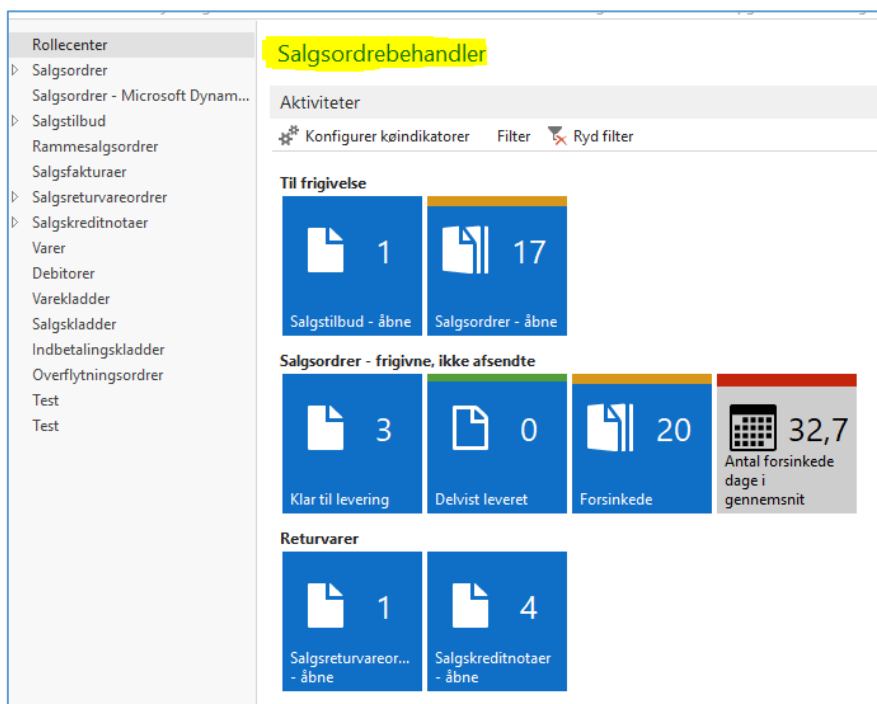 Rollecenter
Salgsordrer
Salgsordrer - Microsoft Dynam...
Salgstilbud
Rammesalgsordrer
Salgsfakturaer
Salgsreturvareordrer
Salgskreditnotaer
Varer
Debitorer
Varekladder
Salgskladder
Indbetalingskladder
Overflytningsordrer
Test
Test
Salgsordrebehandler
Aktiviteter
Konfigurer køindikatorer Filter Ryd filter
Til frigivelse
1
Salgstilbud - åbne
17
Salgsordrer - åbne
Salgsordrer - frigivne, ikke afsendte
3
Klar til levering
0
Delvist leveret
20
Forsinkede
32,7
Antal forsinkede
dage i
gennemsnit
Returvarer
1
Salgsreturvareor...
- åbne
4
Salgskreditnotaer
- åbne